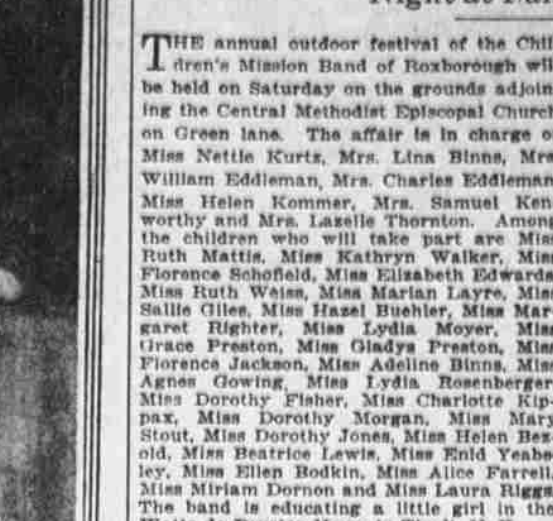 THE annual outdoor festival of the Chil
dren's Mission Band of Roxborough wil
be held on Saturday on the grounds adjoin
ing the Central Methodist Episcopal Churc
on Green lane. The affair is in charge o
Miss Nettie Kurts, Mrs. Lina Binns, Mrs
William Eddleman, Mrs. Charles Eddleman
Miss Helen Kommer, Mrs. Samuel Ken
worthy and Mrs. Lazelle Thornton. Among
the children who will take part are Mis
Ruth Mattis, Miss Kathryn Walker, Mis
Florence Schofield, Miss Elizabeth Edwards
Miss Ruth Weiss, Miss Marian Layre, Mis
Sallie Giles, Miss Hazel Buehler, Miss Mar-
garet Righter, Miss Lydia Moyer, Miss
Grace Preston, Miss Gladys Preston, Miss
Florence Jackson, Miss Adeline Binns, Miss
Agnes Gowing, Miss Lydia Rosenberger
Miss Dorothy Fisher, Miss Charlotte Kip-
pax, Miss Dorothy Morgan, Miss Mary
Stout, Miss Dorothy Jones, Miss Helen Bex-
old, Miss Beatrice Lewis, Miss Enid Yeabs-
ley, Miss Ellen Bodkin, Miss Alice Farrell
Miss Miriam Dornon and Miss Laura Riggs
The band is educating a little girl in the